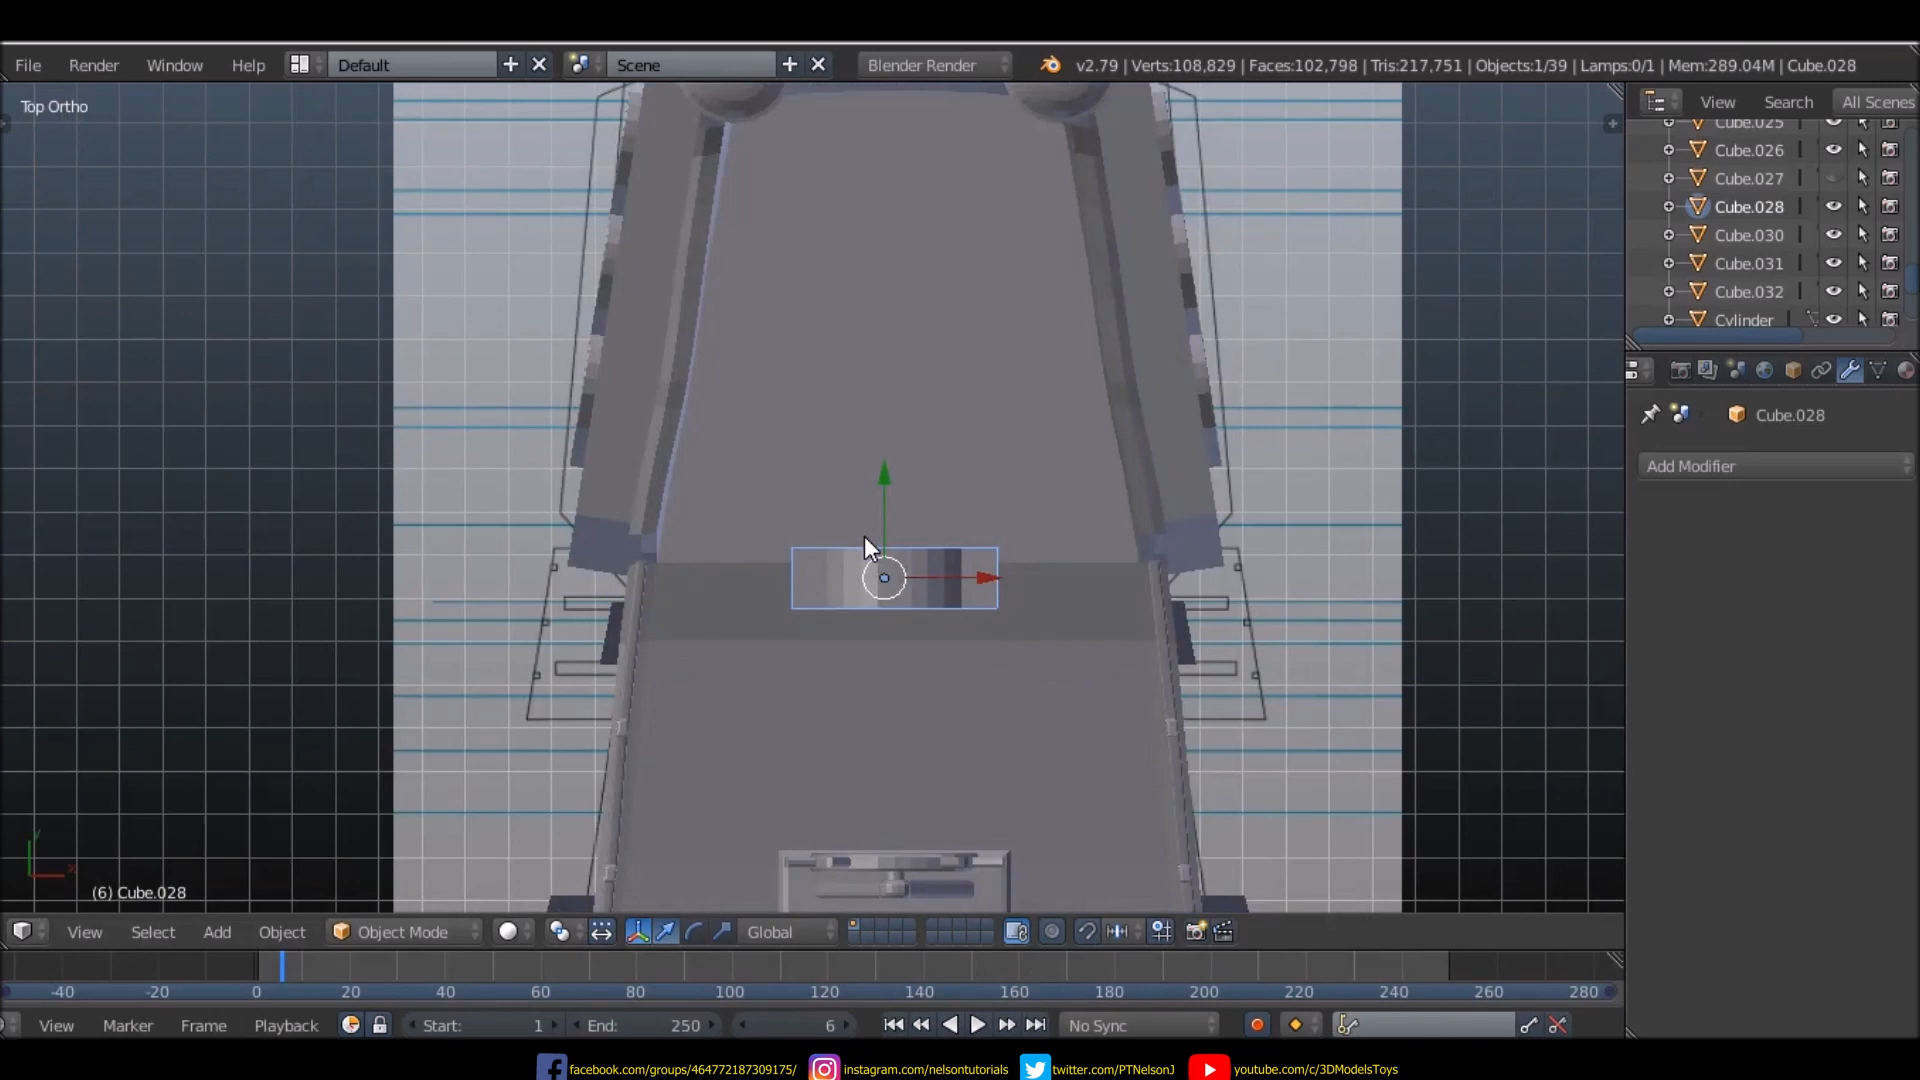 File Render Window Help Default Scene Blender Render v2.79 | Verts:108,829 | Faces:102,798 | Tris:217,751 | Objects:1/39 | Lamps:0/1 | Mem:289.04M | Cube.028
Top Ortho
View Search All Scenes
Cube.025
Cube.026
Cube.027
Cube.028
Cube.030
Cube.031
Cube.032
Cylinder
Cube.028
Add Modifier
(6) Cube.028
View Select Add Object Object Mode Global
-40 -20 0 20 40 60 80 100 120 140 160 180 200 220 240 260 280
View Marker Frame Playback Start: 1 End: 250 6 No Sync
facebook.com/groups/464772187309175/ instagram.com/nelsontutorials twitter.com/PTNelsonJ youtube.com/c/3DModelsToys